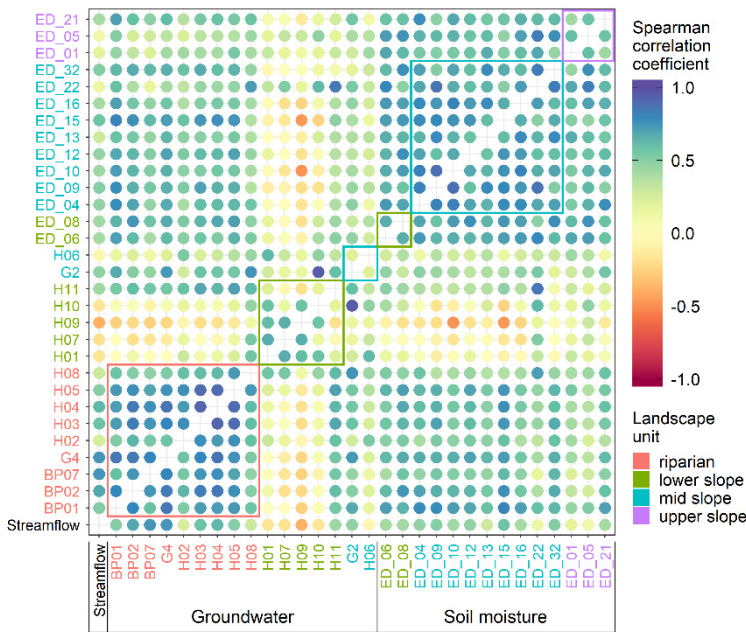 ED_21
ED_05
ED_01
ED_32
ED_22
ED_16
ED_15
ED_13
ED_12
ED_10
ED_09
ED_04
ED_08
ED_06
H06
G2
H11
H10
H09
H07
H01
H08
H05
H04
H03
H02
G4
BP07
BP02
BP01
Streamflow
Streamflow
BP01
BP02
BP07
G4
H02
H03
H04
H05
H08
H01
H07
H09
H10
H11
G2
H06
ED_06
ED_08
ED_04
ED_09
ED_10
ED_12
ED_13
ED_15
ED_16
ED_22
ED_32
ED_01
ED_05
ED_21
Groundwater
Soil moisture
Spearman
correlation
coefficient
1.0
0.5
0.0
-0.5
-1.0
Landscape
unit
riparian
lower slope
mid slope
upper slope